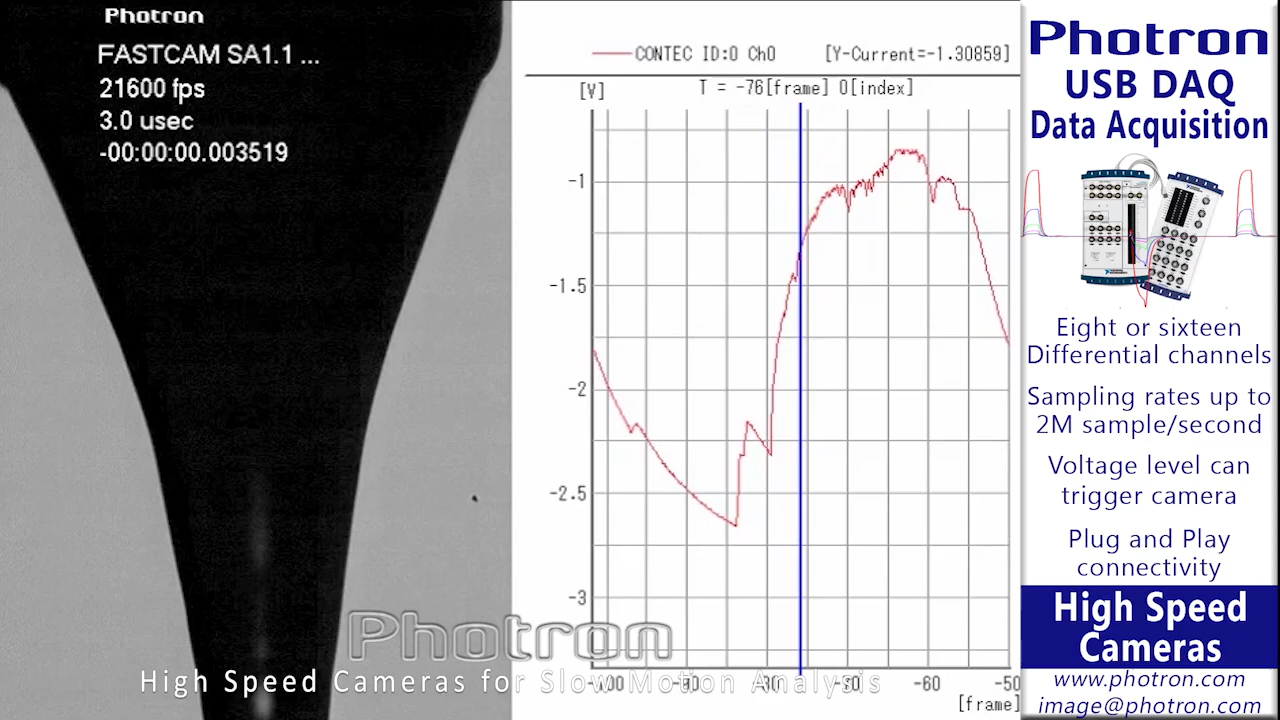 Photron
FASTCAM SA1.1 ...
21600 fps
3.0 usec
-00:00:00.003519
CONTEC ID:0 Ch0 [Y-Current=-1.30859]
[V] T = -76[frame] 0[index]
-1
-1.5
-2
-2.5
-3
-60
-50
[frame]
Photron
High Speed Cameras for Slow Motion Analysis
Photron
USB DAQ
Data Acquisition
Eight or sixteen
Differential channels
Sampling rates up to
2M sample/second
Voltage level can
trigger camera
Plug and Play
connectivity
High Speed
Cameras
www.photron.com
image@photron.com